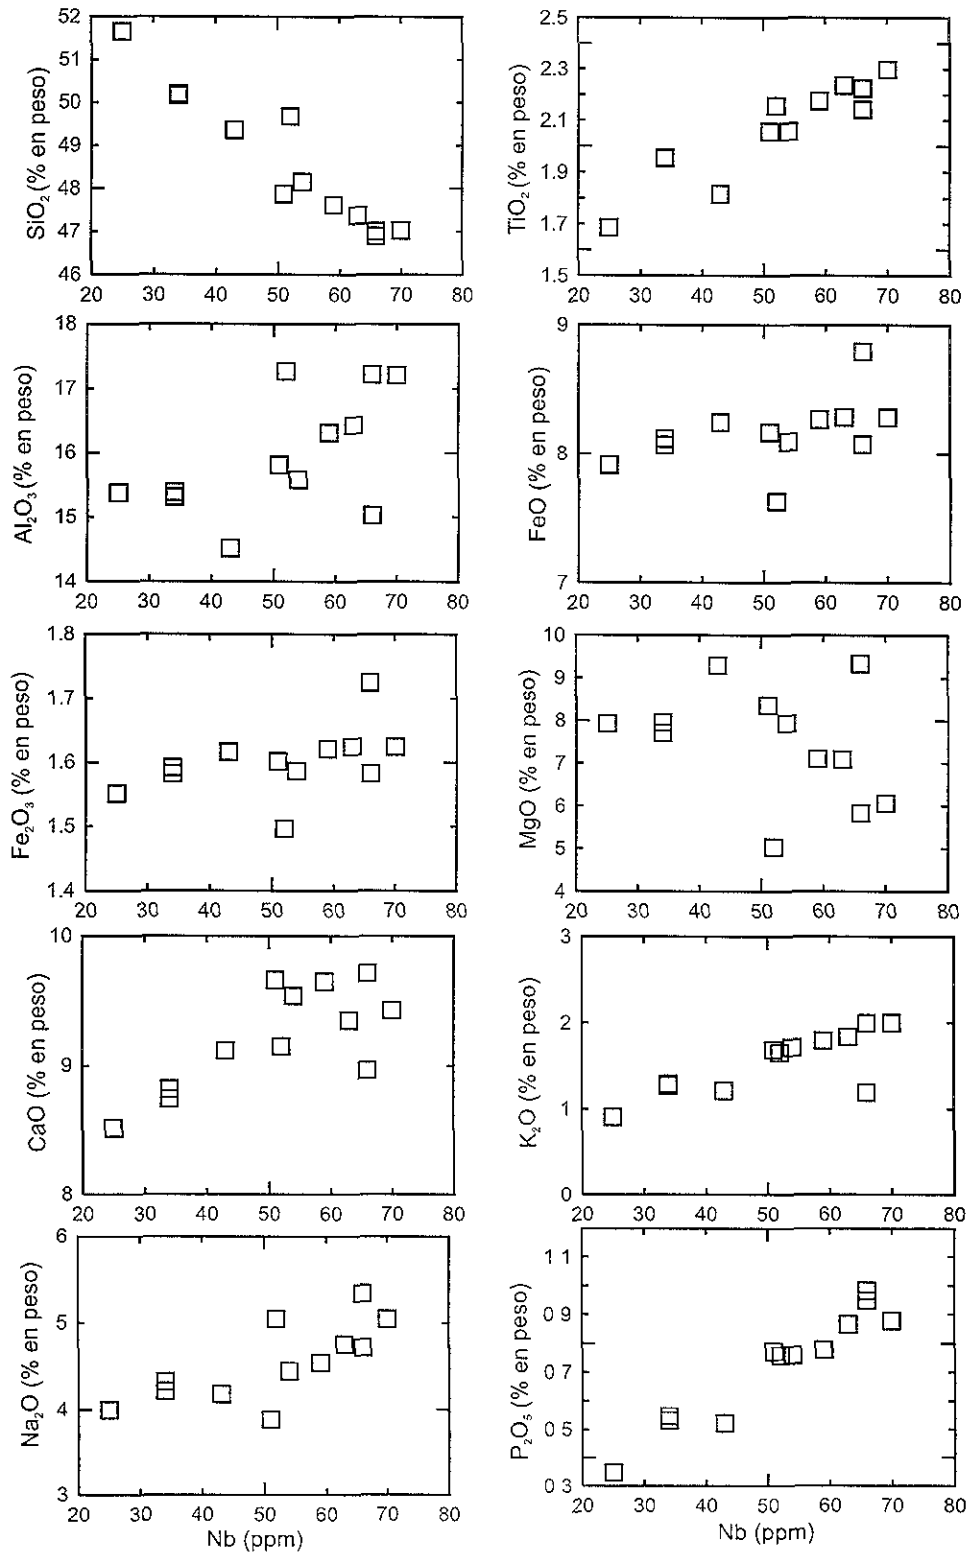 52
51
50
49
48
47
46
SiO₂ (% en peso)
20 30 40 50 60 70 80
2.5
2.3
2.1
1.9
1.7
1.5
TiO₂ (% en peso)
20 30 40 50 60 70 80
18
17
16
15
14
Al₂O₃ (% en peso)
20 30 40 50 60 70 80
9
8
7
FeO (% en peso)
20 30 40 50 60 70 80
1.8
1.7
1.6
1.5
1.4
Fe₂O₃ (% en peso)
20 30 40 50 60 70 80
10
9
8
7
6
5
4
MgO (% en peso)
20 30 40 50 60 70 80
10
9
8
CaO (% en peso)
20 30 40 50 60 70 80
3
2
1
0
K₂O (% en peso)
20 30 40 50 60 70 80
6
5
4
3
Na₂O (% en peso)
20 30 40 50 60 70 80
Nb (ppm)
1 1
0 9
0 7
0 5
0 3
P₂O₅ (% en peso)
20 30 40 50 60 70 80
Nb (ppm)